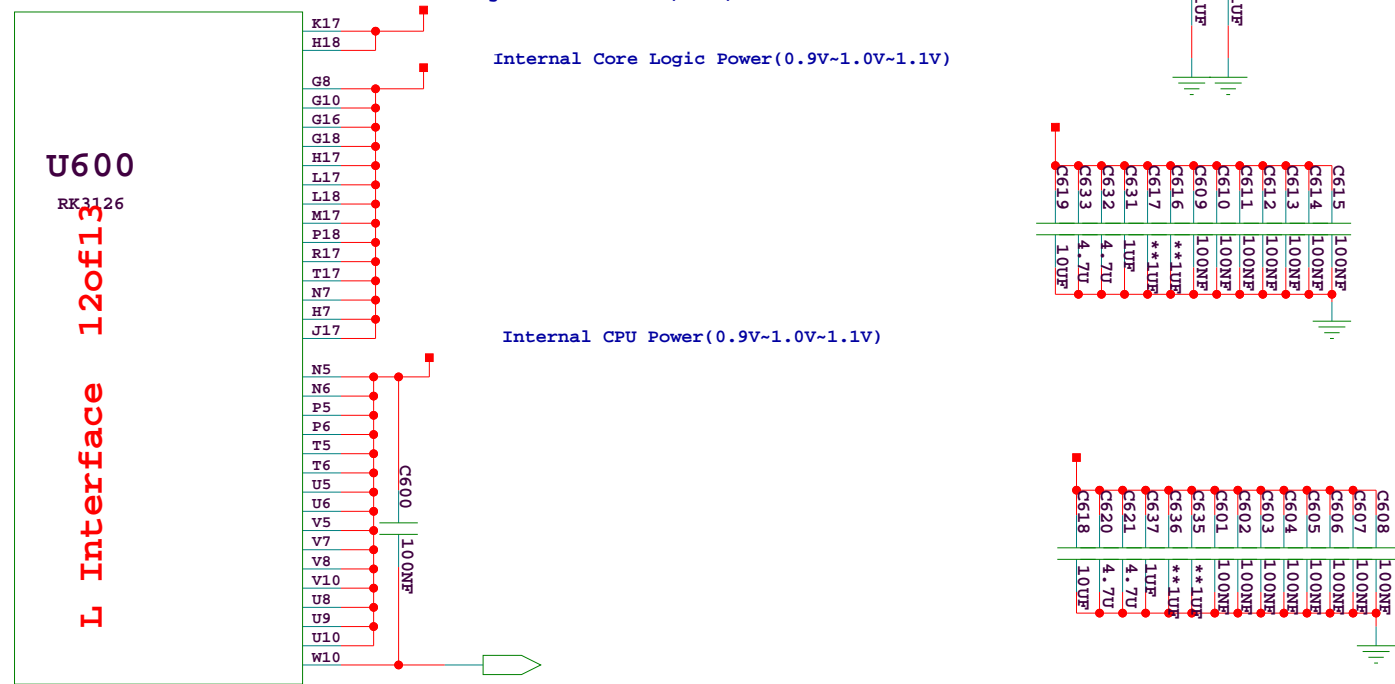 K17
H18
Internal Core Logic Power(0.9V~1.0V~1.1V)
G8
G10
G16
G18
H17
L17
L18
M17
P18
R17
T17
N7
H7
J17
U600
RK3126
L Interface 12of13
Internal CPU Power(0.9V~1.0V~1.1V)
N5
N6
P5
P6
T5
T6
U5
U6
V5
V7
V8
V10
U8
U9
U10
W10
C600
100NF
C619
C633
C632
C631
C617
C616
C609
C610
C611
C612
C613
C614
C615
10UF
4.7U
4.7U
1UF
**1UF
**1UF
100NF
100NF
100NF
100NF
100NF
100NF
100NF
C618
C620
C621
C637
C636
C635
C601
C602
C603
C604
C605
C606
C607
C608
10UF
4.7U
4.7U
1UF
**1UF
**1UF
100NF
100NF
100NF
100NF
100NF
100NF
100NF
100NF